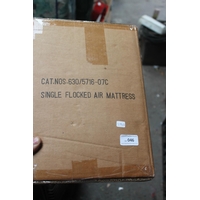 CAT.NOS.630/5716-07C
SINGLE FLOCKED AIR MATTRESS